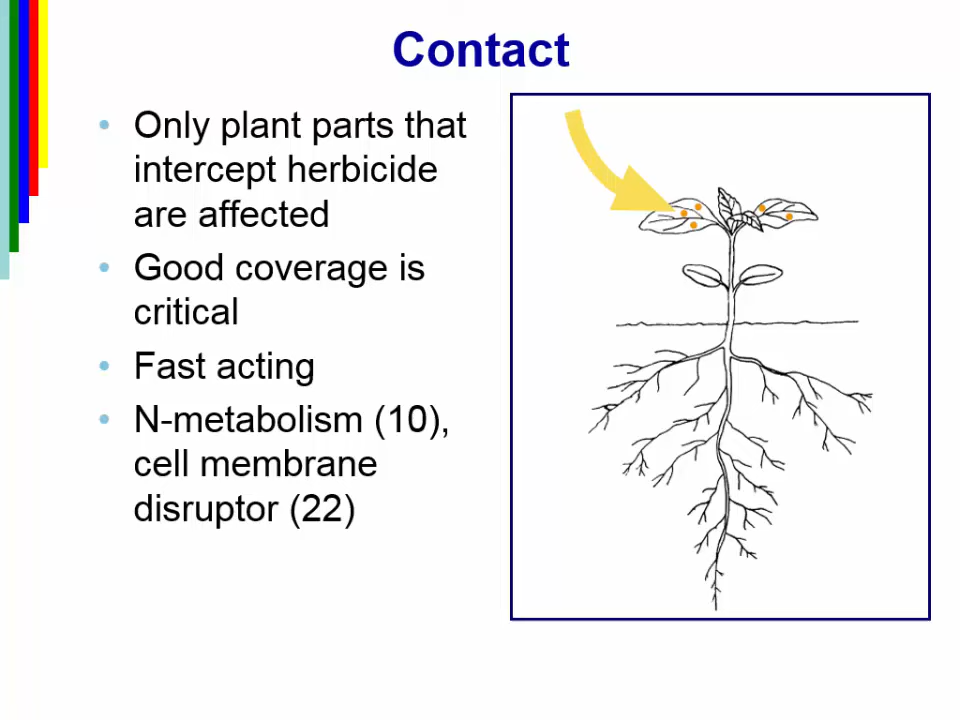 Contact
• Only plant parts that
intercept herbicide
are affected
• Good coverage is
critical
• Fast acting
• N-metabolism (10),
cell membrane
disruptor (22)